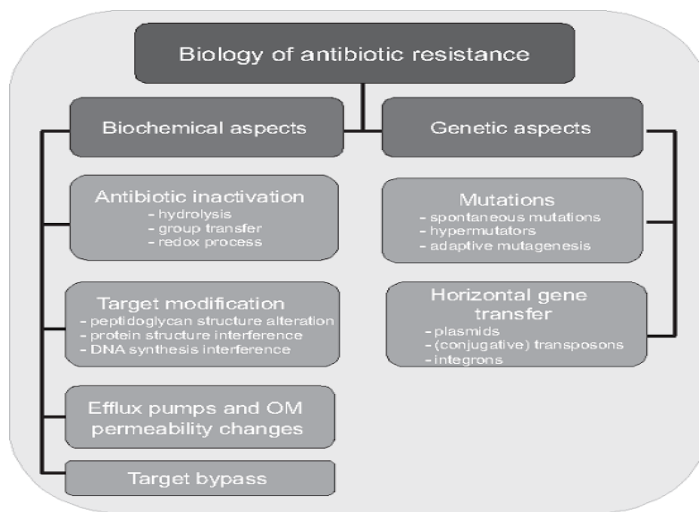 Biology of antibiotic resistance
Biochemical aspects
Antibiotic inactivation
- hydrolysis
- group transfer
- redox process
Target modification
- peptidoglycan structure alteration
- protein structure interference
- DNA synthesis interference
Efflux pumps and OM
permeability changes
Target bypass
Genetic aspects
Mutations
- spontaneous mutations
- hypermutators
- adaptive mutagenesis
Horizontal gene
transfer
- plasmids
- (conjugative) transposons
- integrons